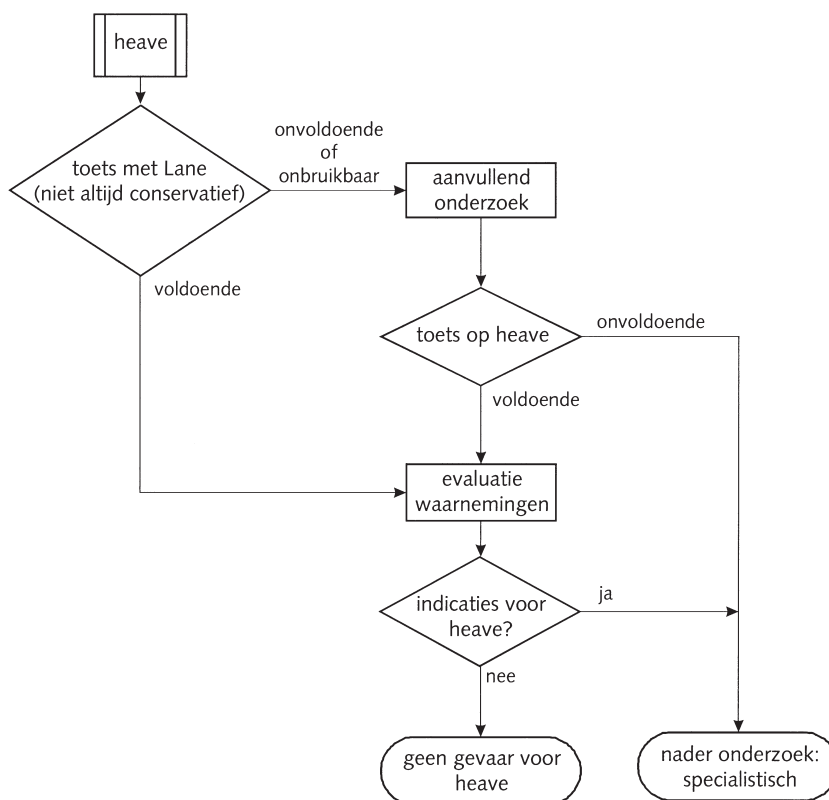 heave
toets met Lane
(niet altijd conservatief)
onvoldoende
of
onbruikbaar
aanvullend
onderzoek
voldoende
toets op heave
onvoldoende
voldoende
evaluatie
waarnemingen
indicaties voor
heave?
ja
nee
geen gevaar voor
heave
nader onderzoek:
specialistisch